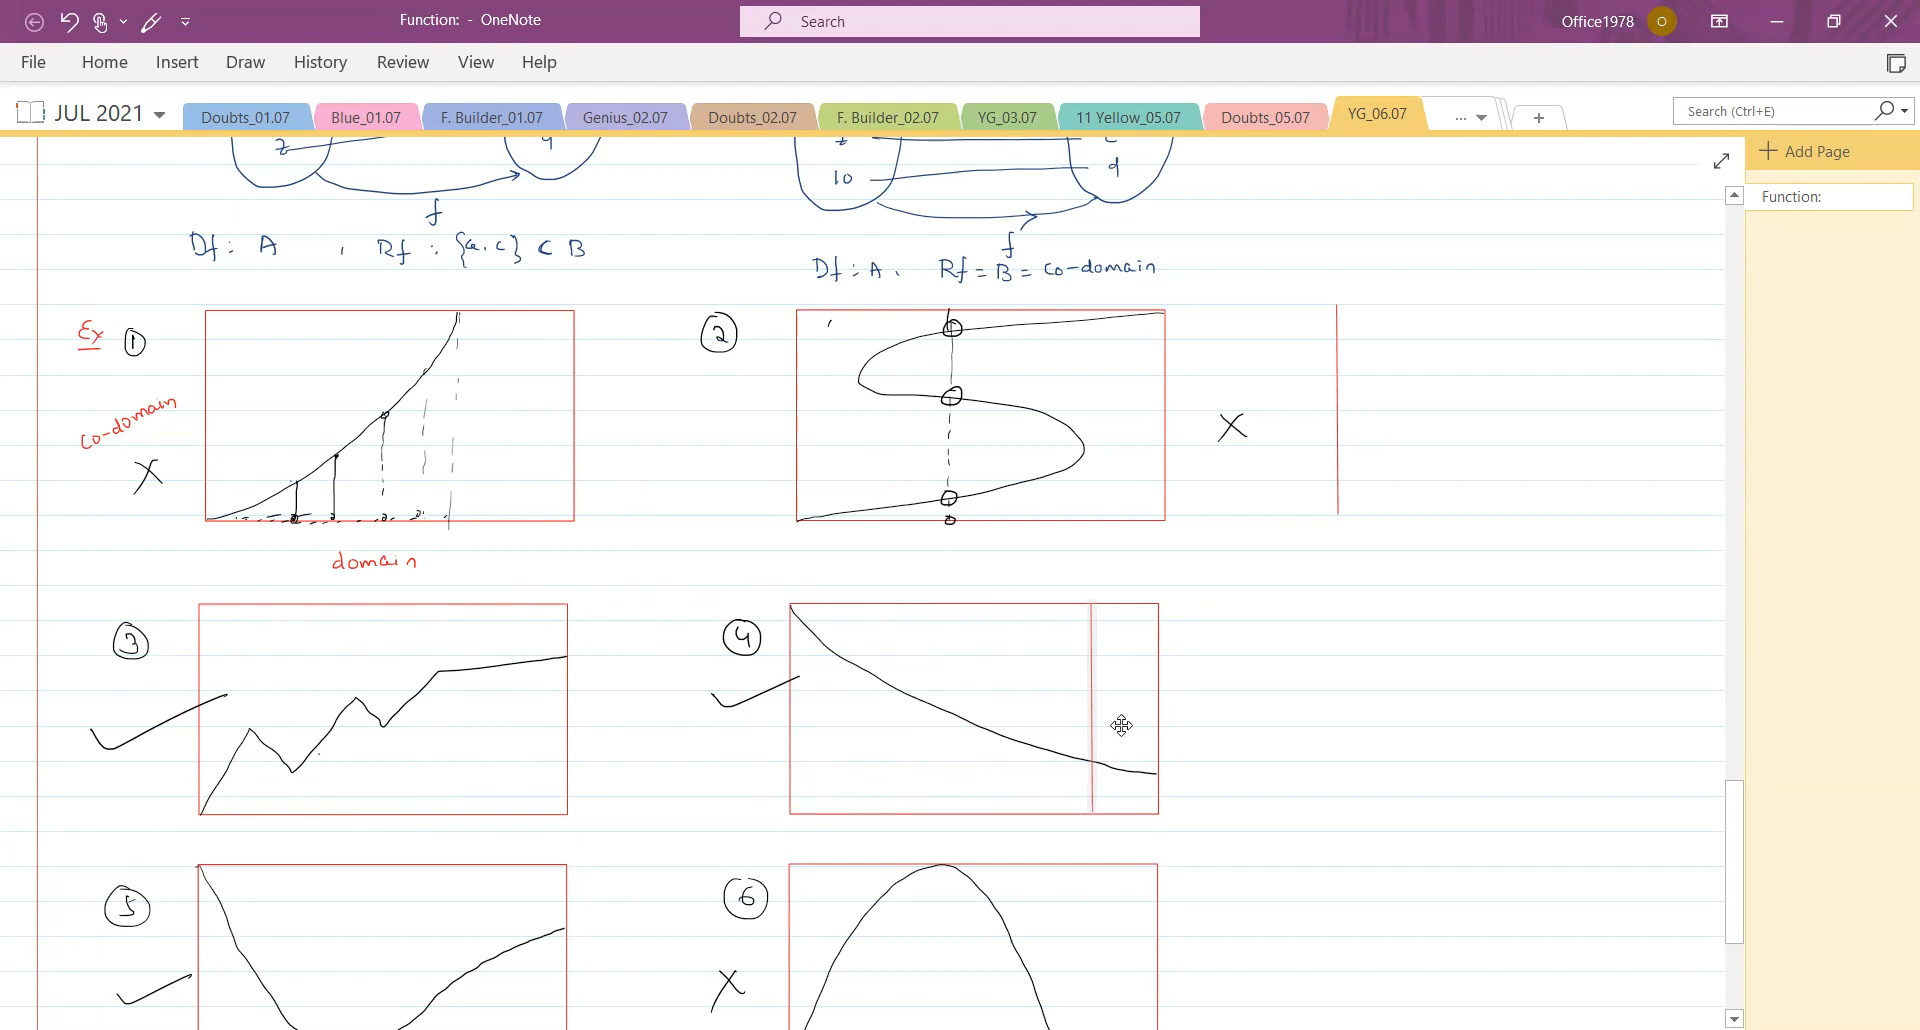 Function: - OneNote
Search
Office1978 O
File Home Insert Draw History Review View Help
JUL 2021
Doubts_01.07 Blue_01.07 F. Builder_01.07 Genius_02.07 Doubts_02.07 F. Builder_02.07 YG_03.07 11 Yellow_05.07 Doubts_05.07 YG_06.07 ... +
Search (Ctrl+E)
Add Page
Function:
z
10 d
f
f
Df : A , Rf : {a, c} ⊂ B
Df : A , Rf = B = co-domain
Ex ①
②
co-domain
X
X
domain
③
④
⑤
⑥
X